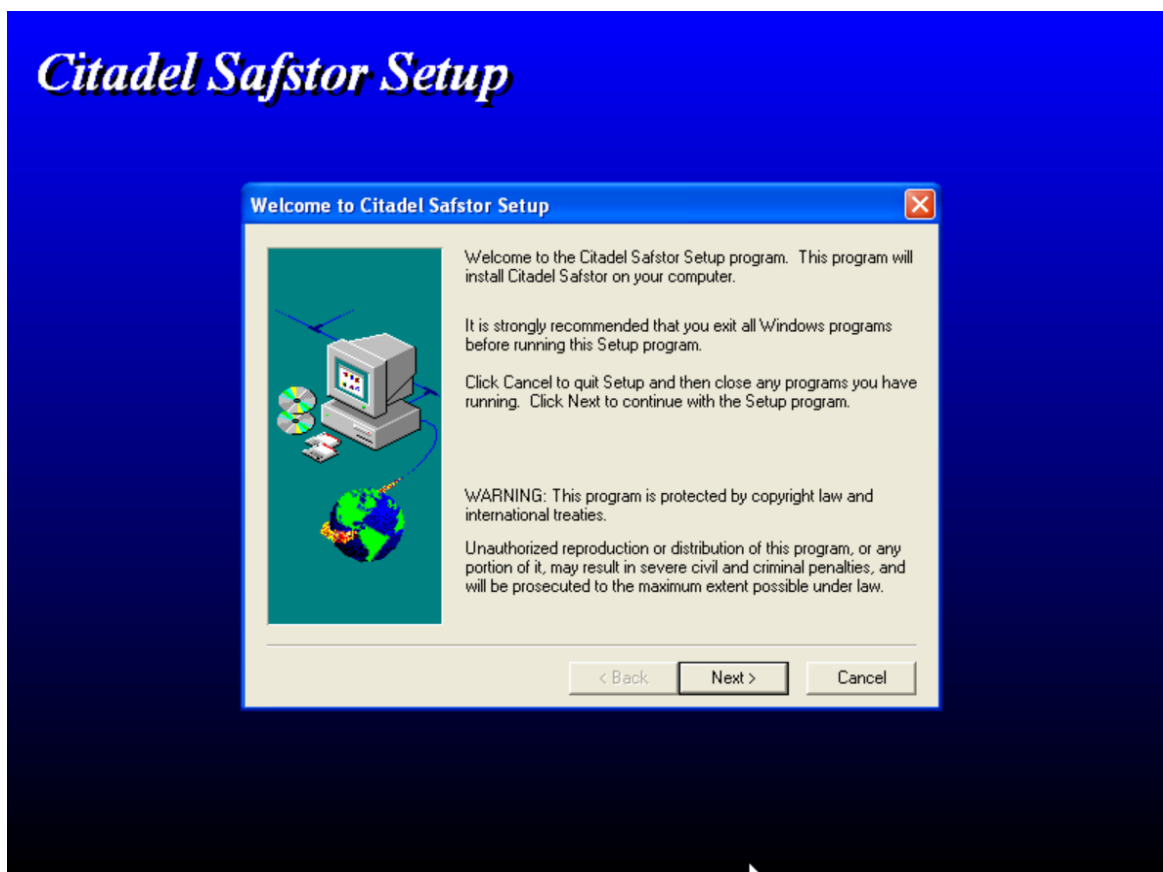 Citadel Safstor Setup
Welcome to Citadel Safstor Setup
Welcome to the Citadel Safstor Setup program.  This program will
install Citadel Safstor on your computer.
It is strongly recommended that you exit all Windows programs
before running this Setup program.
Click Cancel to quit Setup and then close any programs you have
running.  Click Next to continue with the Setup program.
WARNING: This program is protected by copyright law and
international treaties.
Unauthorized reproduction or distribution of this program, or any
portion of it, may result in severe civil and criminal penalties, and
will be prosecuted to the maximum extent possible under law.
< Back
Next >
Cancel